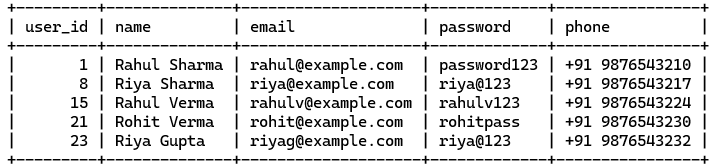 +---------+--------------+--------------------+-------------+----------------+
| user_id | name         | email              | password    | phone          |
+---------+--------------+--------------------+-------------+----------------+
|       1 | Rahul Sharma | rahul@example.com  | password123 | +91 9876543210 |
|       8 | Riya Sharma  | riya@example.com   | riya@123    | +91 9876543217 |
|      15 | Rahul Verma  | rahulv@example.com | rahulv123   | +91 9876543224 |
|      21 | Rohit Verma  | rohit@example.com  | rohitpass   | +91 9876543230 |
|      23 | Riya Gupta   | riyag@example.com  | riya@123    | +91 9876543232 |
+---------+--------------+--------------------+-------------+----------------+